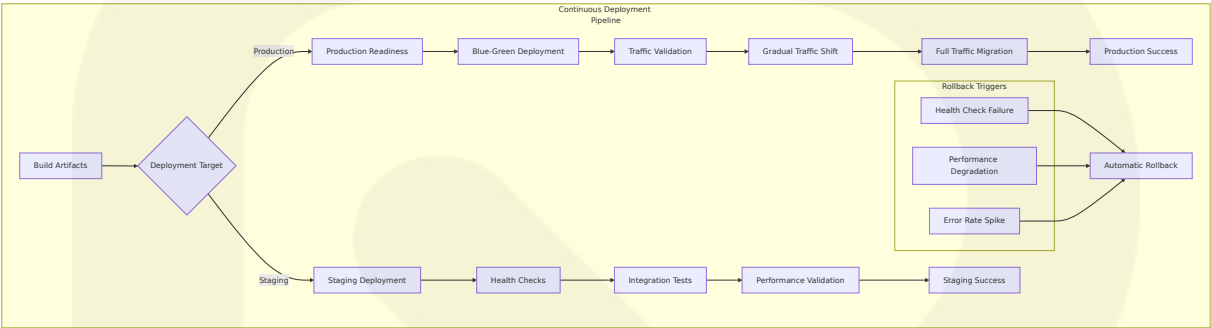 Continuous Deployment
Pipeline
Production
Production Readiness
Blue-Green Deployment
Traffic Validation
Gradual Traffic Shift
Full Traffic Migration
Production Success
Rollback Triggers
Health Check Failure
Build Artifacts
Deployment Target
Performance
Degradation
Automatic Rollback
Error Rate Spike
Staging
Staging Deployment
Health Checks
Integration Tests
Performance Validation
Staging Success